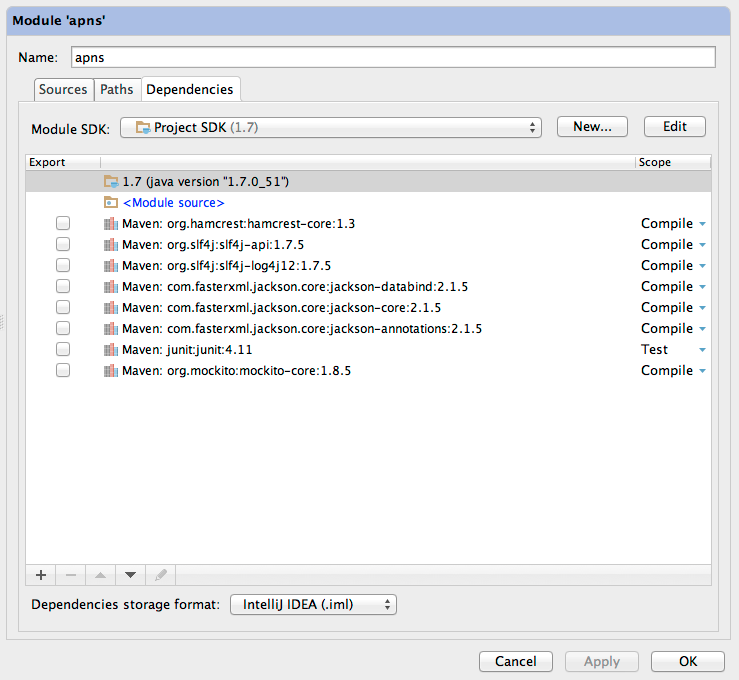 Module 'apns'
Name: apns
Sources Paths Dependencies
Module SDK: Project SDK (1.7) New... Edit
Export Scope
1.7 (java version "1.7.0_51")
<Module source>
Maven: org.hamcrest:hamcrest-core:1.3 Compile
Maven: org.slf4j:slf4j-api:1.7.5 Compile
Maven: org.slf4j:slf4j-log4j12:1.7.5 Compile
Maven: com.fasterxml.jackson.core:jackson-databind:2.1.5 Compile
Maven: com.fasterxml.jackson.core:jackson-core:2.1.5 Compile
Maven: com.fasterxml.jackson.core:jackson-annotations:2.1.5 Compile
Maven: junit:junit:4.11 Test
Maven: org.mockito:mockito-core:1.8.5 Compile
Dependencies storage format: IntelliJ IDEA (.iml)
Cancel Apply OK